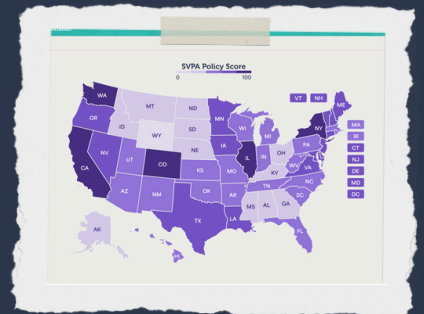 SVPA Policy Score
0 100
WA
OR
CA
NV
ID
MT
WY
UT
AZ
CO
NM
ND
SD
NE
KS
OK
TX
MN
IA
MO
AR
LA
WI
IL
MI
IN
OH
KY
TN
MS
AL
GA
FL
SC
NC
VA
WV
PA
NY
ME
VT NH
MA
RI
CT
NJ
DE
MD
DC
AK
HI